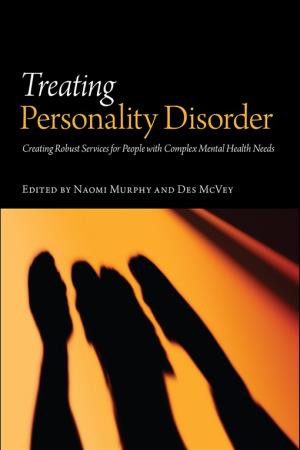 Treating
Personality Disorder
Creating Robust Services for People with Complex Mental Health Needs
Edited by Naomi Murphy and Des McVey